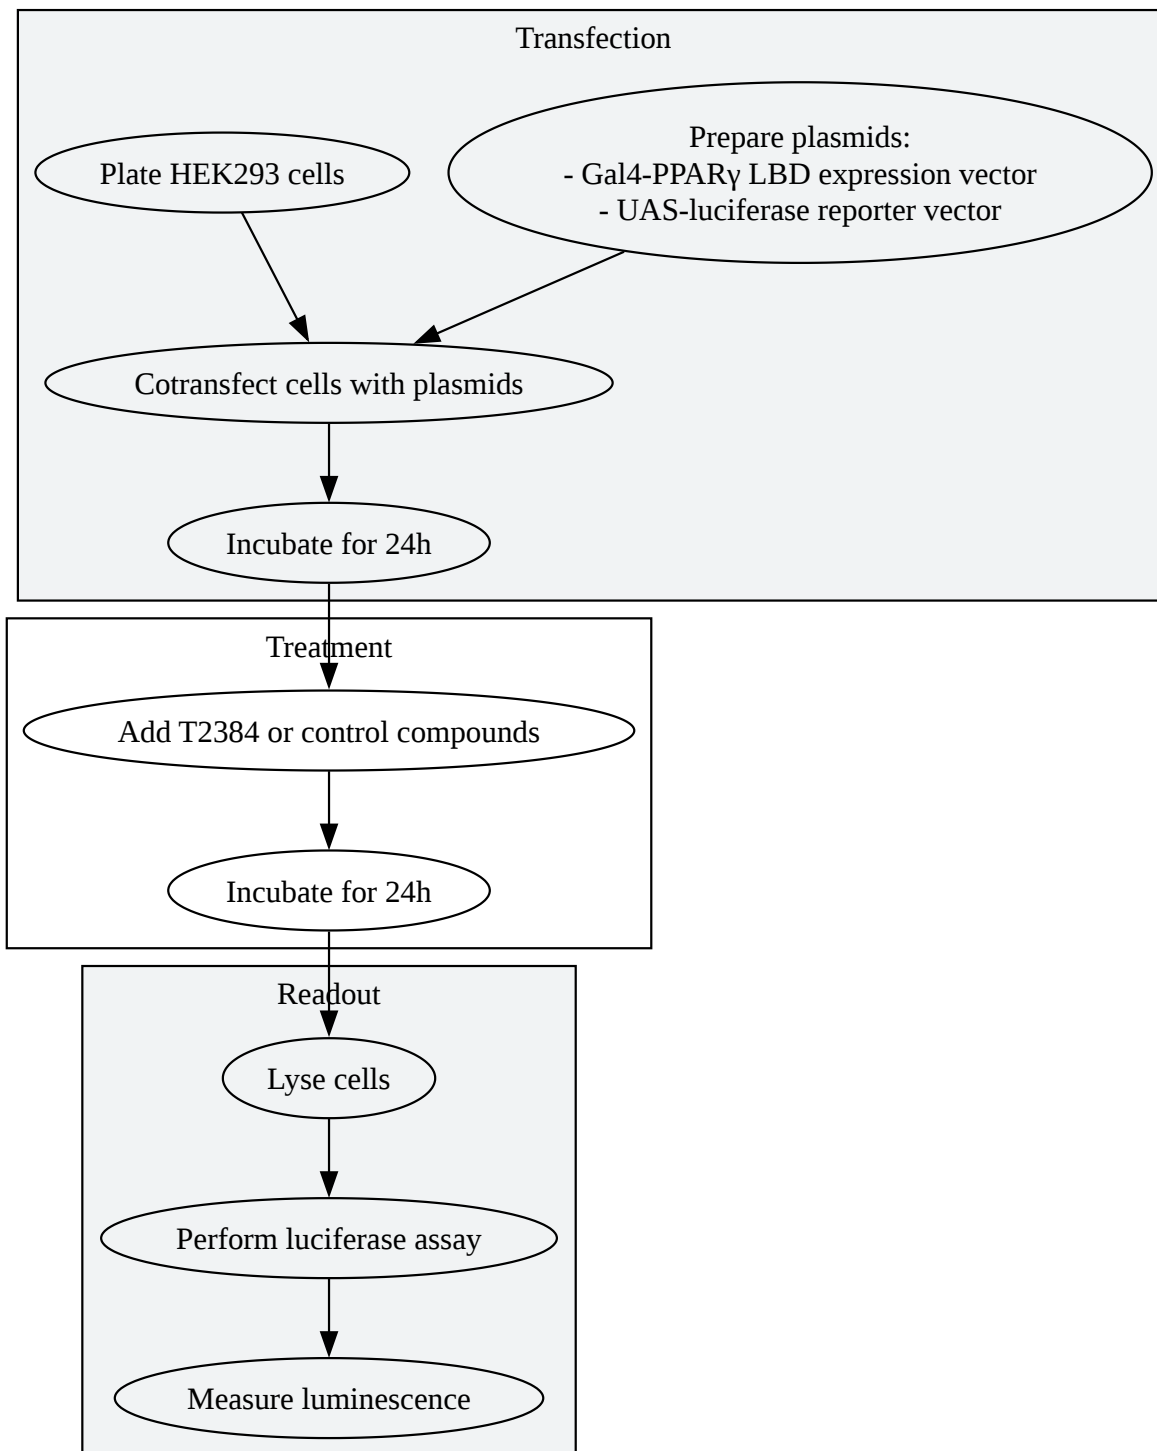 Transfection
Plate HEK293 cells
Prepare plasmids:
- Gal4-PPARγ LBD expression vector
- UAS-luciferase reporter vector
Cotransfect cells with plasmids
Incubate for 24h
Treatment
Add T2384 or control compounds
Incubate for 24h
Readout
Lyse cells
Perform luciferase assay
Measure luminescence